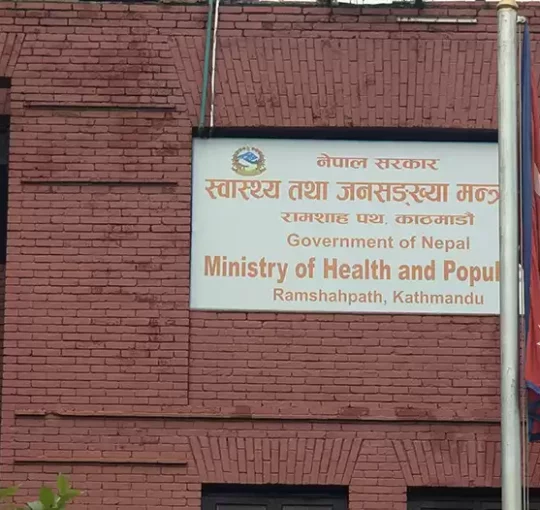 नेपाल सरकार
स्वास्थ्य तथा जनसङ्ख्या मन्त्र
रामशाह पथ, काठमाडौं
Government of Nepal
Ministry of Health and Popul
Ramshahpath, Kathmandu